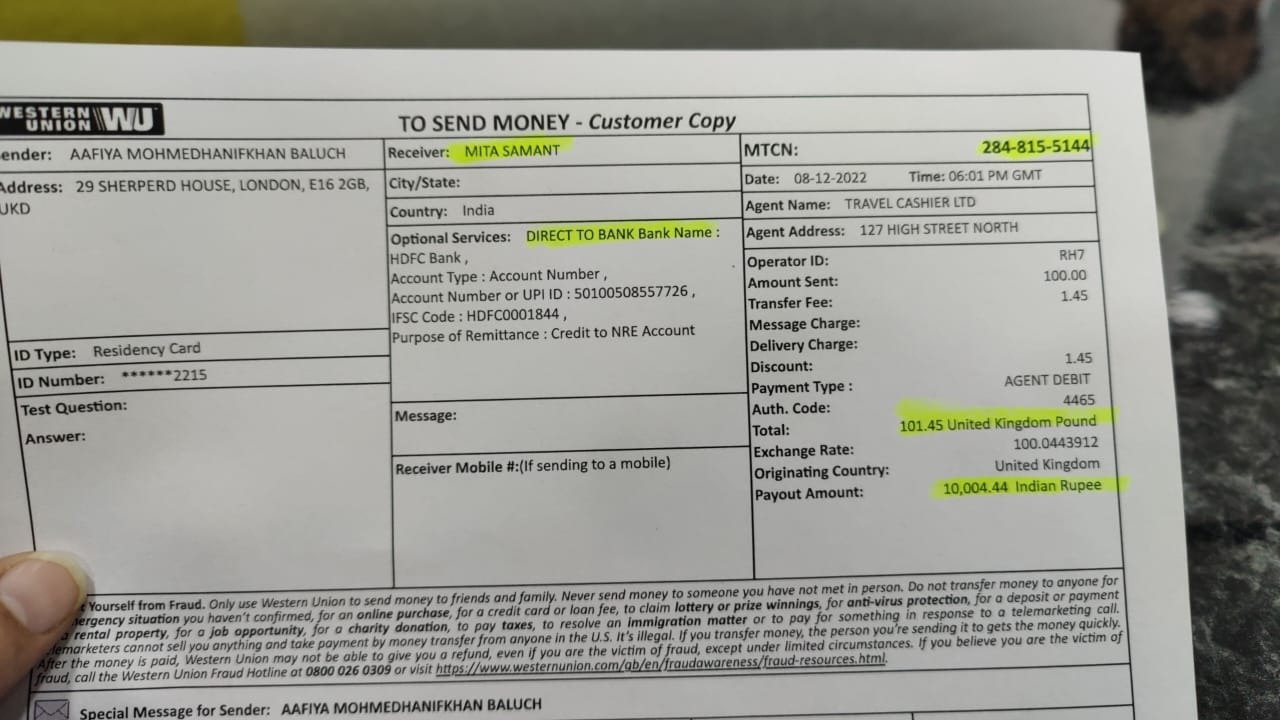 WESTERN UNION WU
TO SEND MONEY - Customer Copy
ender: AAFIYA MOHMEDHANIFKHAN BALUCH
Address: 29 SHERPERD HOUSE, LONDON, E16 2GB,
UKD
ID Type: Residency Card
ID Number: ******2215
Test Question:
Answer:
Receiver: MITA SAMANT
City/State:
Country: India
Optional Services: DIRECT TO BANK Bank Name :
HDFC Bank ,
Account Type : Account Number ,
Account Number or UPI ID : 50100508557726 ,
IFSC Code : HDFC0001844 ,
Purpose of Remittance : Credit to NRE Account
Message:
Receiver Mobile #:(If sending to a mobile)
MTCN: 284-815-5144
Date: 08-12-2022 Time: 06:01 PM GMT
Agent Name: TRAVEL CASHIER LTD
Agent Address: 127 HIGH STREET NORTH
Operator ID: RH7
Amount Sent: 100.00
Transfer Fee: 1.45
Message Charge:
Delivery Charge:
Discount: 1.45
Payment Type : AGENT DEBIT
Auth. Code: 4465
Total: 101.45 United Kingdom Pound
Exchange Rate: 100.0443912
Originating Country: United Kingdom
Payout Amount: 10,004.44 Indian Rupee
t Yourself from Fraud. Only use Western Union to send money to friends and family. Never send money to someone you have not met in person. Do not transfer money to anyone for
mergency situation you haven't confirmed, for an online purchase, for a credit card or loan fee, to claim lottery or prize winnings, for anti-virus protection, for a deposit or payment
a rental property, for a job opportunity, for a charity donation, to pay taxes, to resolve an immigration matter or to pay for something in response to a telemarketing call.
elemarketers cannot sell you anything and take payment by money transfer from anyone in the U.S. It's illegal. If you transfer money, the person you're sending it to gets the money quickly.
After the money is paid, Western Union may not be able to give you a refund, even if you are the victim of fraud, except under limited circumstances. If you believe you are the victim of
fraud, call the Western Union Fraud Hotline at 0800 026 0309 or visit https://www.westernunion.com/gb/en/fraudawareness/fraud-resources.html.
Special Message for Sender: AAFIYA MOHMEDHANIFKHAN BALUCH